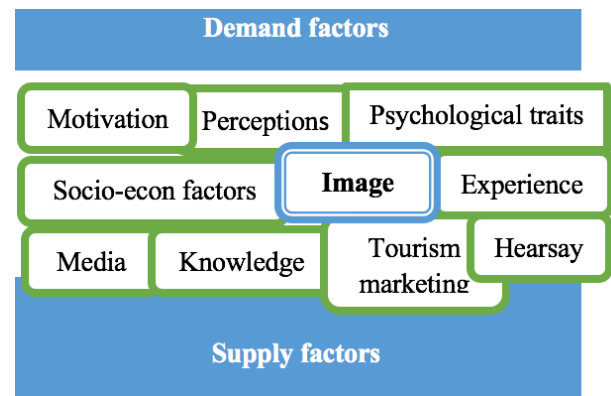 Demand factors
Motivation
Perceptions
Psychological traits
Socio-econ factors
Image
Experience
Media
Knowledge
Tourism
marketing
Hearsay
Supply factors